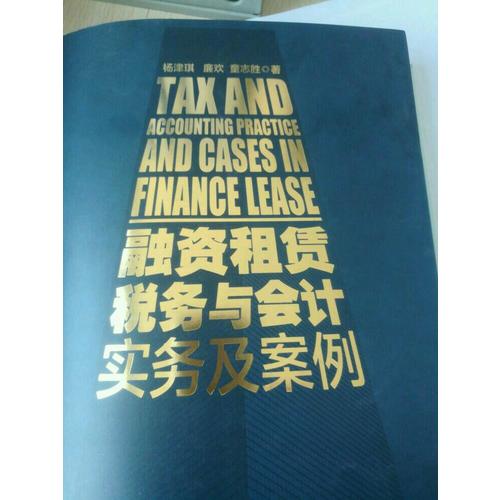 杨津琪 廉欢 童志胜◎著
TAX AND
ACCOUNTING PRACTICE
AND CASES IN
FINANCE LEASE
融资租赁
税务与会计
实务及案例